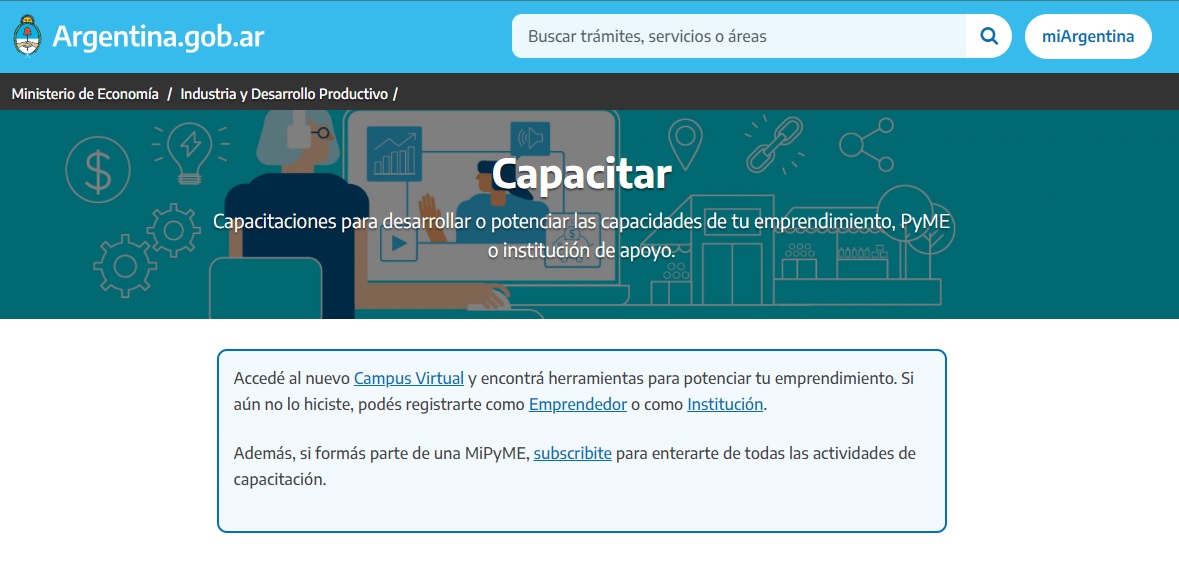 Argentina.gob.ar
Buscar trámites, servicios o áreas
miArgentina
Ministerio de Economía / Industria y Desarrollo Productivo /
Capacitar
Capacitaciones para desarrollar o potenciar las capacidades de tu emprendimiento, PyME
o institución de apoyo.
Accedé al nuevo Campus Virtual y encontrá herramientas para potenciar tu emprendimiento. Si
aún no lo hiciste, podés registrarte como Emprendedor o como Institución.
Además, si formás parte de una MiPyME, subscribite para enterarte de todas las actividades de
capacitación.